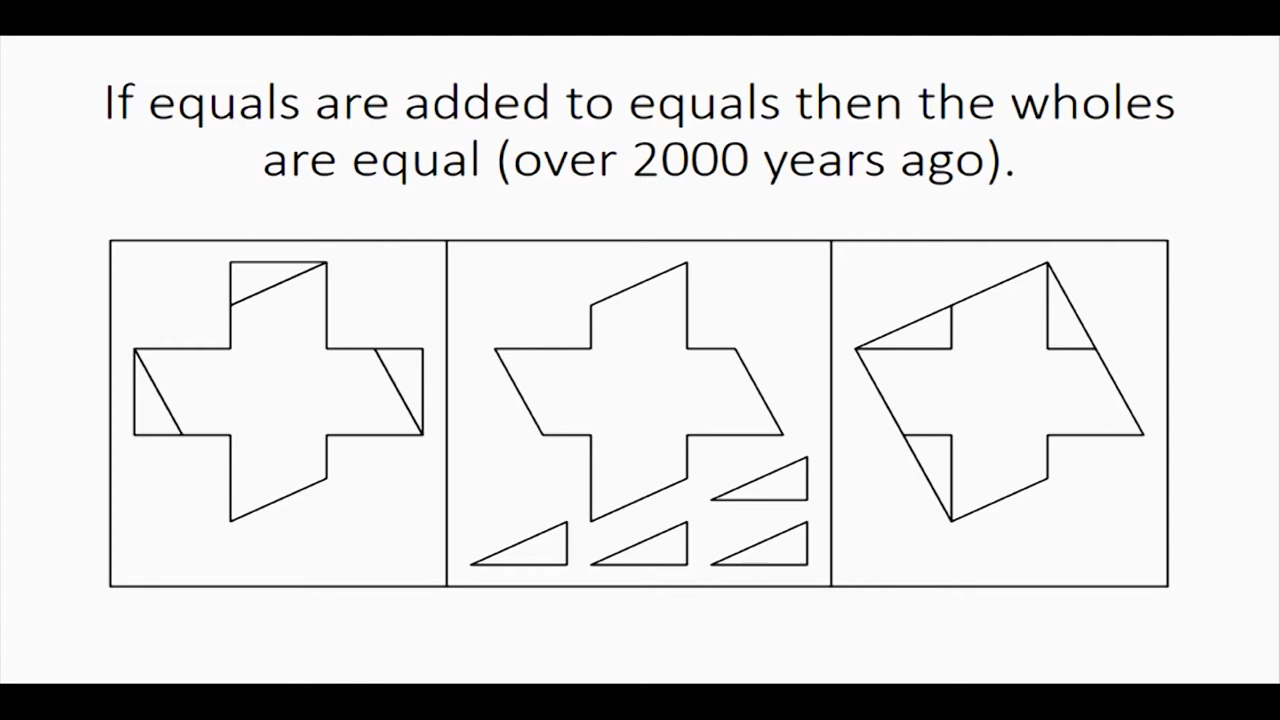 If equals are added to equals then the wholes
are equal (over 2000 years ago).